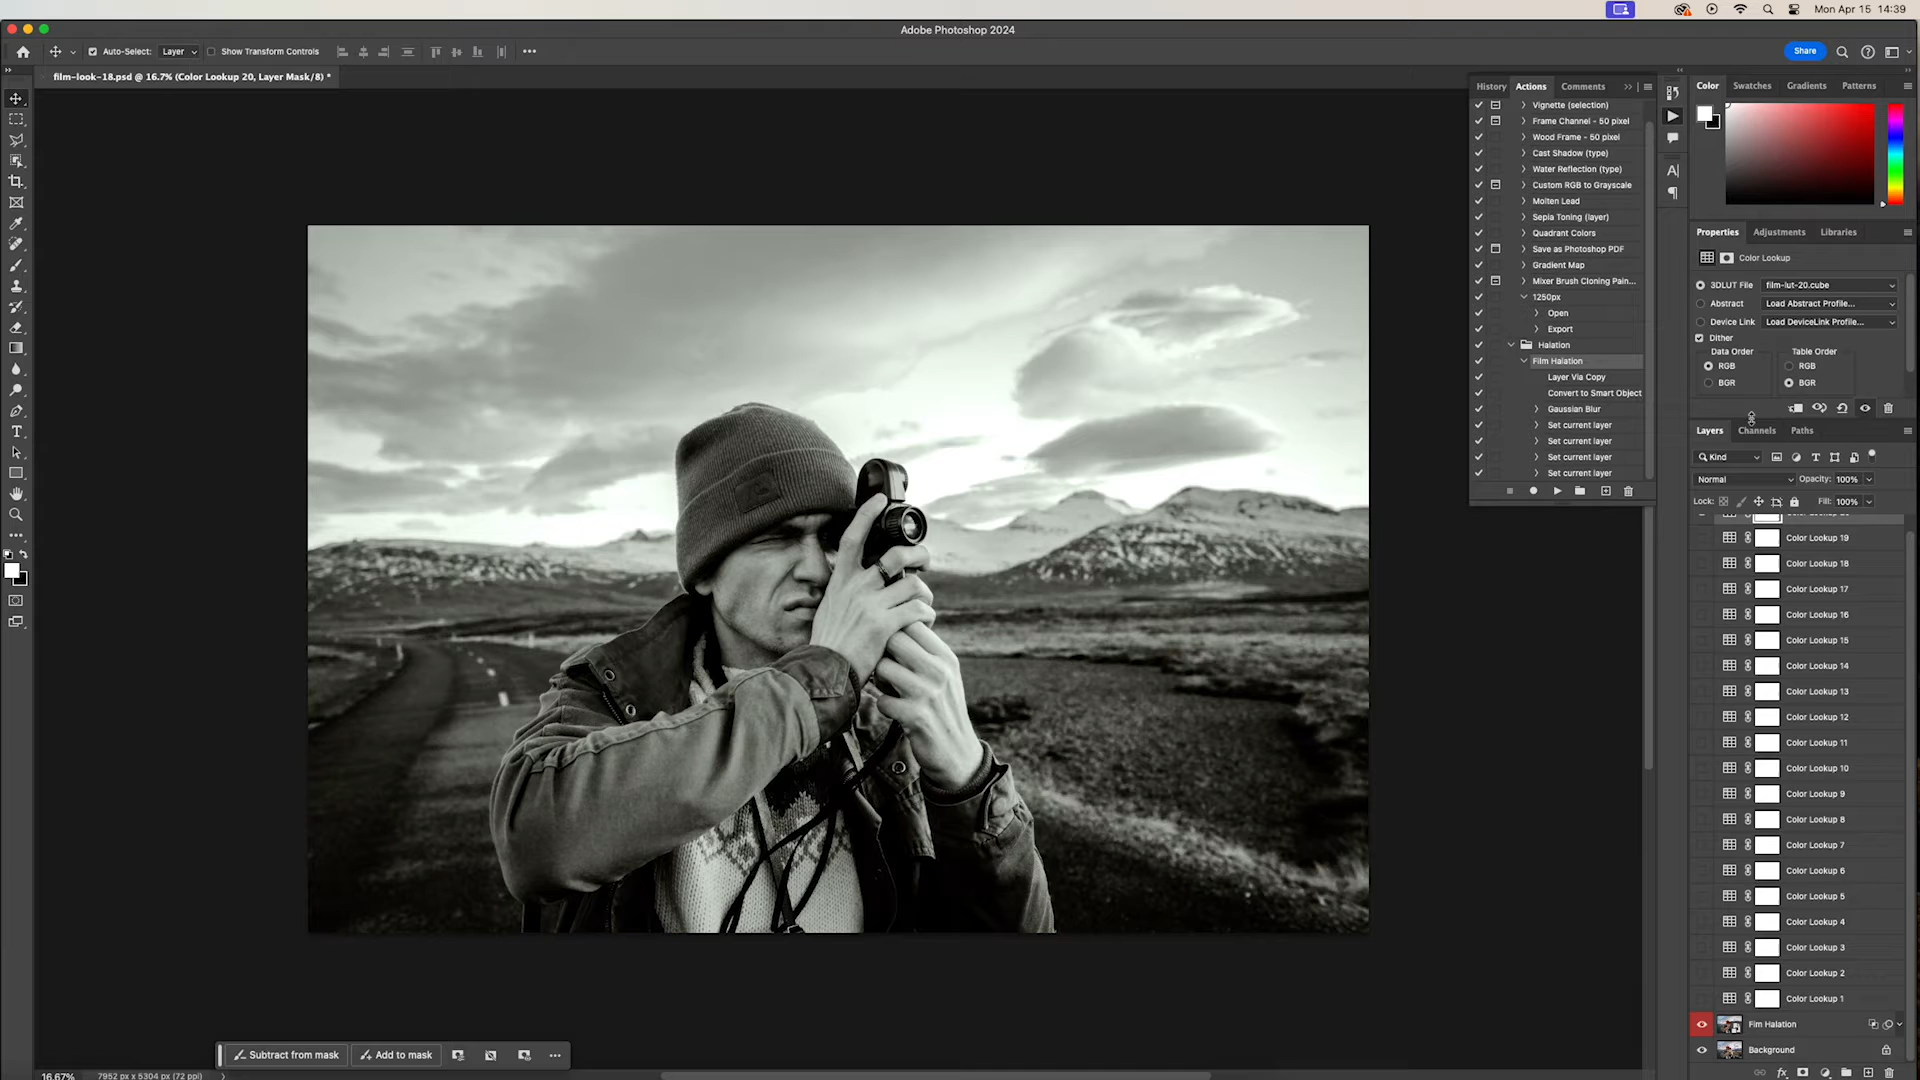 Mon Apr 15 14:39
Adobe Photoshop 2024
Auto-Select: Layer Show Transform Controls
Share
film-look-18.psd @ 16.7% (Color Lookup 20, Layer Mask/8) *
History Actions Comments
Vignette (selection)
Frame Channel - 50 pixel
Wood Frame - 50 pixel
Cast Shadow (type)
Water Reflection (type)
Custom RGB to Grayscale
Molten Lead
Sepia Toning (layer)
Quadrant Colors
Save as Photoshop PDF
Gradient Map
Mixer Brush Cloning Pain...
1250px
Open
Export
Halation
Film Halation
Layer Via Copy
Convert to Smart Object
Gaussian Blur
Set current layer
Set current layer
Set current layer
Set current layer
Color Swatches Gradients Patterns
Properties Adjustments Libraries
Color Lookup
3DLUT File film-lut-20.cube
Abstract Load Abstract Profile...
Device Link Load DeviceLink Profile...
Dither
Data Order Table Order
RGB RGB
BGR BGR
Layers Channels Paths
Kind
Normal Opacity: 100%
Lock: Fill: 100%
Color Lookup 19
Color Lookup 18
Color Lookup 17
Color Lookup 16
Color Lookup 15
Color Lookup 14
Color Lookup 13
Color Lookup 12
Color Lookup 11
Color Lookup 10
Color Lookup 9
Color Lookup 8
Color Lookup 7
Color Lookup 6
Color Lookup 5
Color Lookup 4
Color Lookup 3
Color Lookup 2
Color Lookup 1
Fim Halation
Background
Subtract from mask Add to mask
16.67% 7952 px x 5304 px (72 ppi)